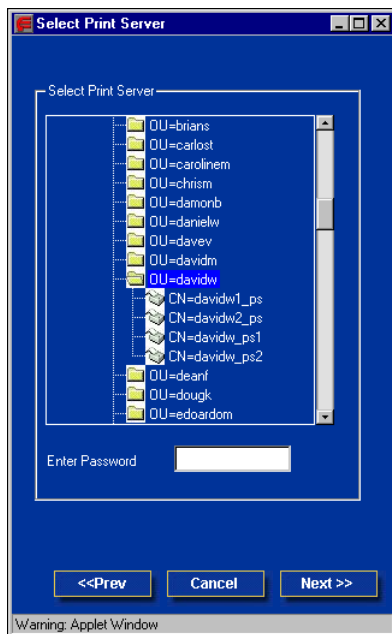 Select Print Server
Select Print Server
OU=brians
OU=carlost
OU=carolinem
OU=chrism
OU=damonb
OU=danielw
OU=davev
OU=davidm
OU=davidw
CN=davidw1_ps
CN=davidw2_ps
CN=davidw_ps1
CN=davidw_ps2
OU=deanf
OU=dougk
OU=edoardom
Enter Password
<<Prev Cancel Next >>
Warning: Applet Window